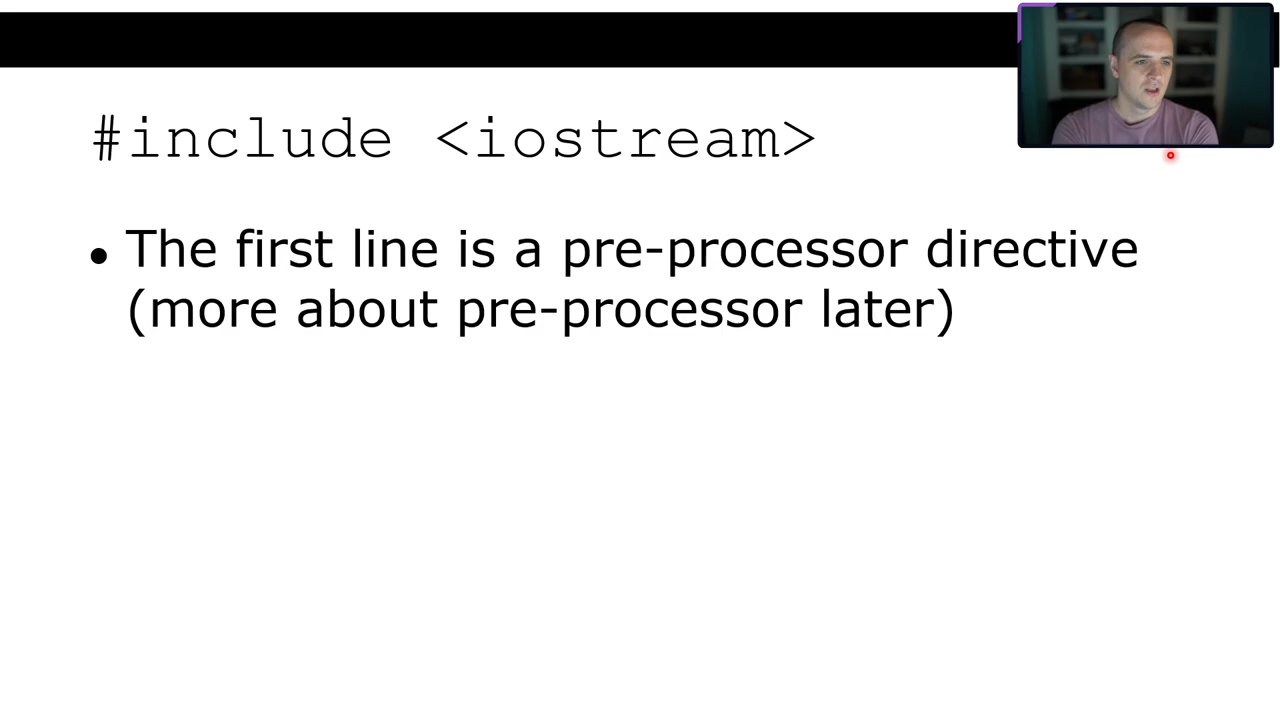 #include <iostream>
• The first line is a pre-processor directive
(more about pre-processor later)